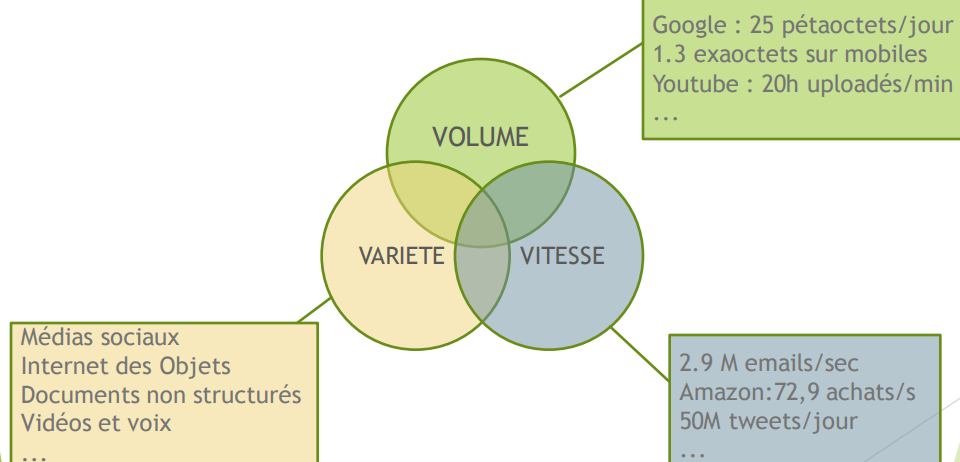 Google : 25 pétaoctets/jour
1.3 exaoctets sur mobiles
Youtube : 20h uploadés/min
...
VOLUME
VARIETE
VITESSE
Médias sociaux
Internet des Objets
Documents non structurés
Vidéos et voix
...
2.9 M emails/sec
Amazon:72,9 achats/s
50M tweets/jour
...